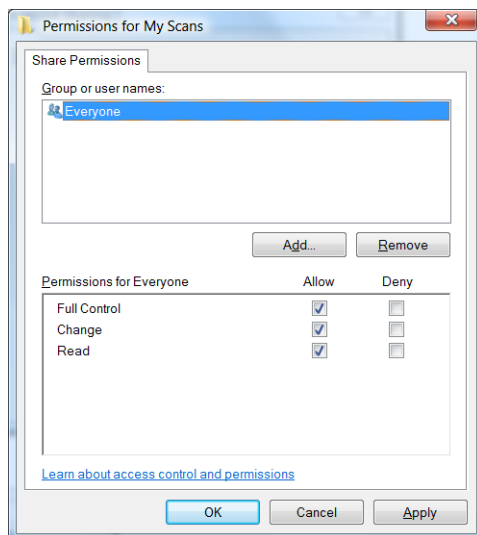 Permissions for My Scans
Share Permissions
Group or user names:
Everyone
Add... Remove
Permissions for Everyone Allow Deny
Full Control
Change
Read
Learn about access control and permissions
OK Cancel Apply